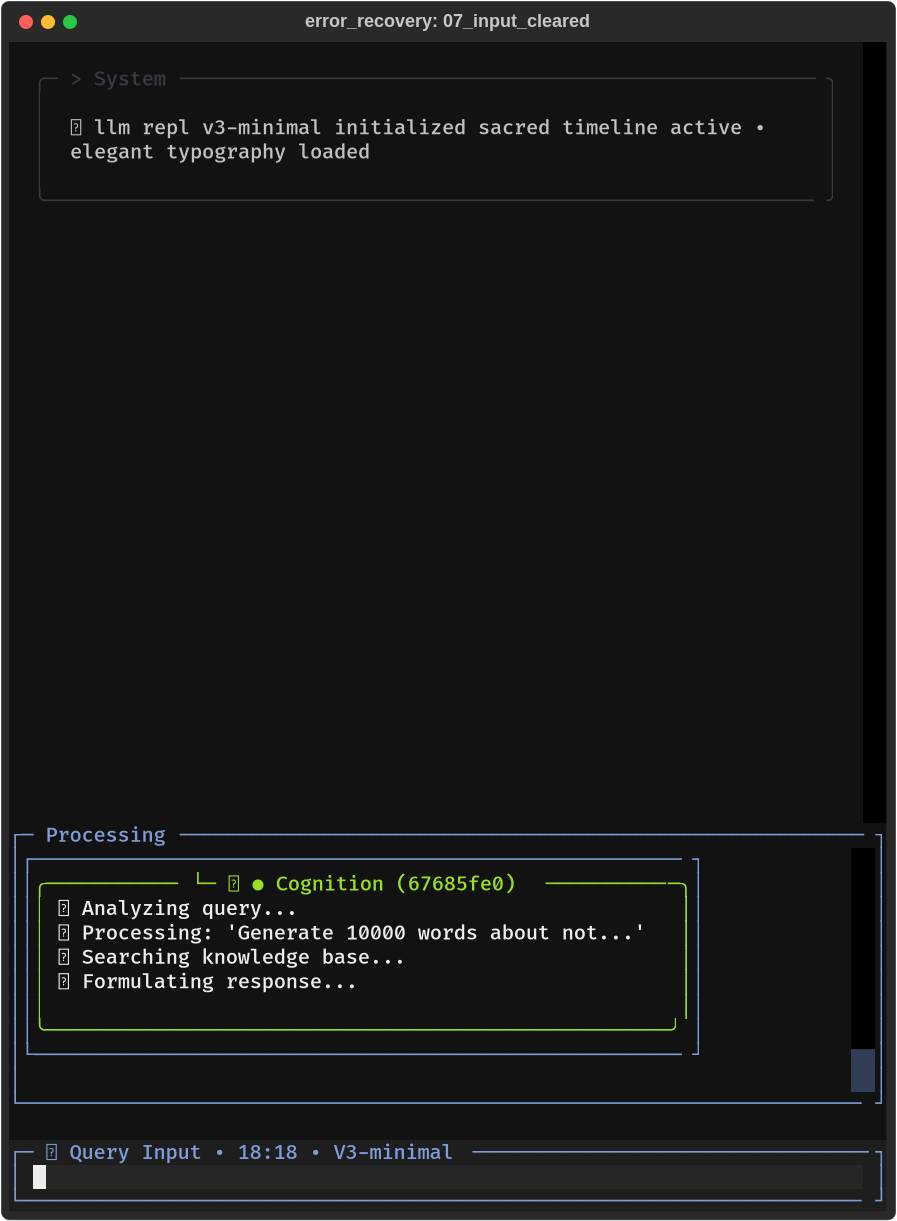 error_recovery: 07_input_cleared
> System
llm repl v3-minimal initialized sacred timeline active •
elegant typography loaded
Processing
└─ ● Cognition (67685fe0)
Analyzing query...
Processing: 'Generate 10000 words about not...'
Searching knowledge base...
Formulating response...
Query Input • 18:18 • V3-minimal